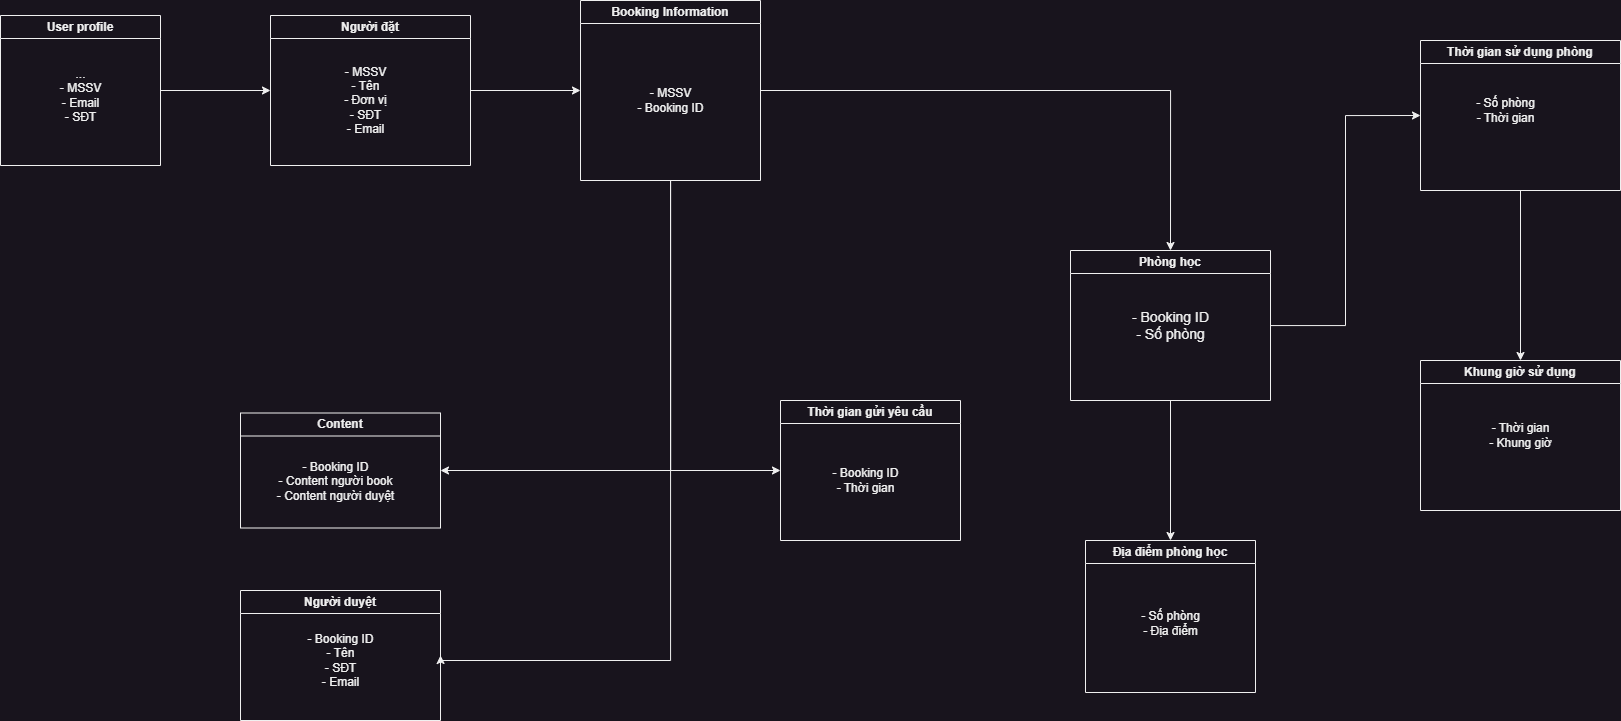 User profile
...
- MSSV
- Email
- SĐT
Người đặt
- MSSV
- Tên
- Đơn vị
- SĐT
- Email
Booking Information
- MSSV
- Booking ID
Thời gian sử dụng phòng
- Số phòng
- Thời gian
Phòng học
- Booking ID
- Số phòng
Khung giờ sử dụng
- Thời gian
- Khung giờ
Content
- Booking ID
- Content người book
- Content người duyệt
Thời gian gửi yêu cầu
- Booking ID
- Thời gian
Địa điểm phòng học
- Số phòng
- Địa điểm
Người duyệt
- Booking ID
- Tên
- SĐT
- Email